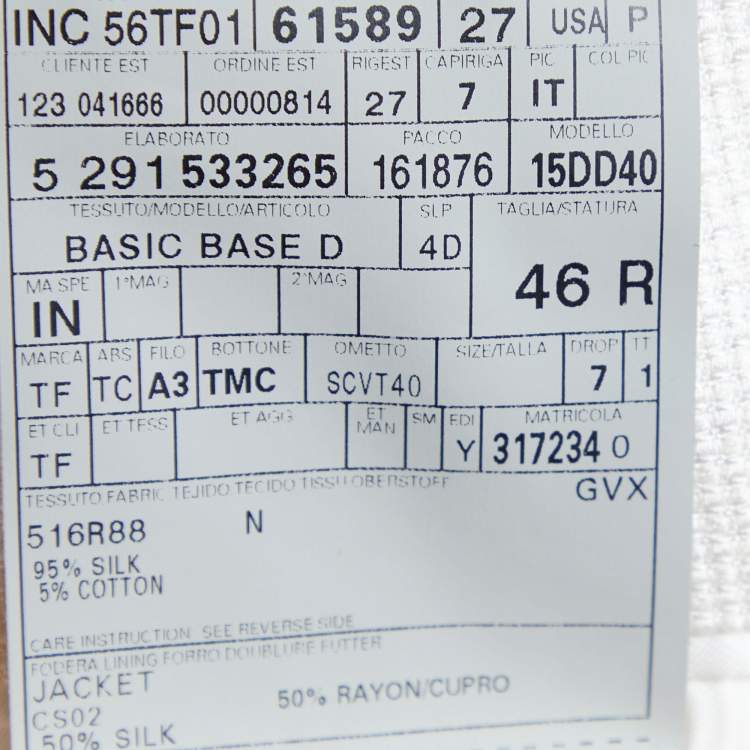 INC 56TF01 61589 27 USA P
CLIENTE EST ORDINE EST RIGEST CAPIRIGA PIC COL PIC
123 041666 00000814 27 7 IT
ELABORATO PACCO MODELLO
5 291 533265 161876 15DD40
TESSUTO/MODELLO/ARTICOLO SLP TAGLIA/STATURA
BASIC BASE D 4D 46 R
MA SPE 1°MAG 2°MAG
IN
MARCA ABS FILO BOTTONE OMETTO SIZE/TALLA DROP TT
TF TC A3 TMC SCVT40 7 1
ET CLI ET TESS ET AGG ET MAN SM EDI MATRICOLA
TF Y 317234 0
TESSUTO FABRIC TEJIDO TECIDO TISSU OBERSTOFF GVX
516R88 N
95% SILK
5% COTTON
CARE INSTRUCTION SEE REVERSE SIDE
FODERA LINING FORRO DOUBLURE FUTTER
JACKET 50% RAYON/CUPRO
CS02
50% SILK